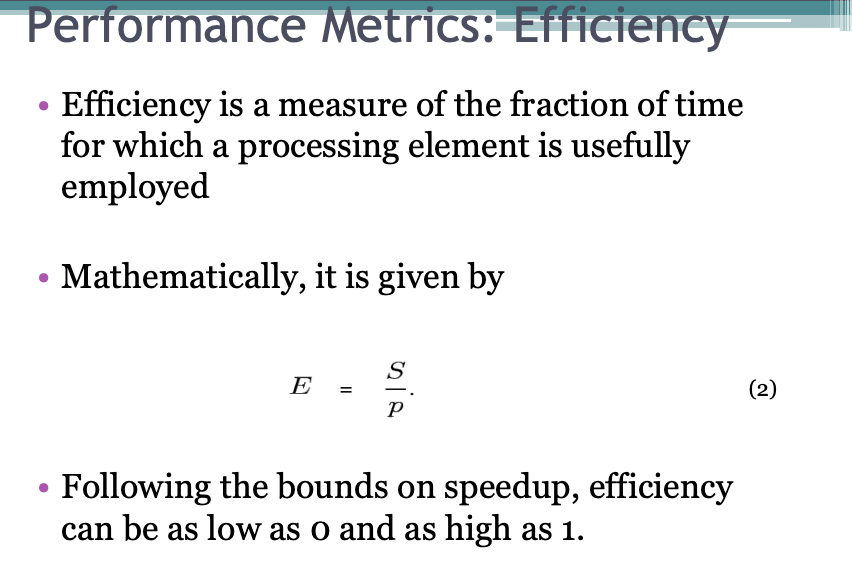 Performance Metrics: Efficiency
• Efficiency is a measure of the fraction of time
for which a processing element is usefully
employed
• Mathematically, it is given by
E = S/p. (2)
• Following the bounds on speedup, efficiency
can be as low as 0 and as high as 1.